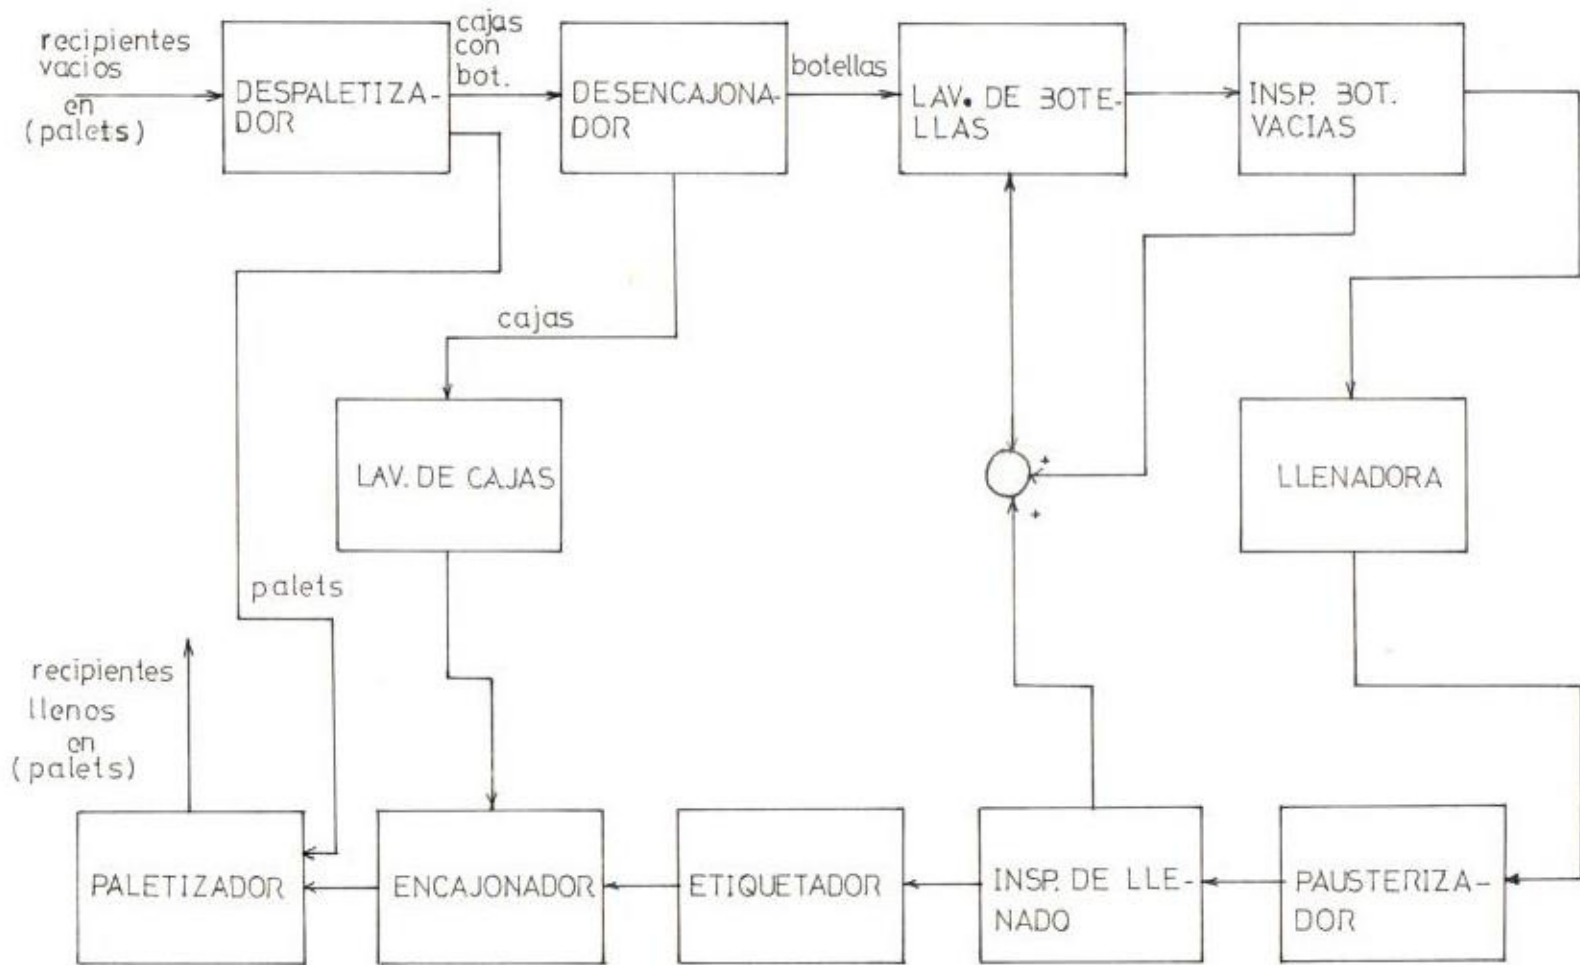 recipientes
vacios
en
(palets)
DESPALETIZA-
DOR
cajas
con
bot.
DESENCAJONA-
DOR
botellas
LAV. DE BOTE-
LLAS
INSP. BOT.
VACIAS
cajas
LAV. DE CAJAS
+
+
LLENADORA
palets
recipientes
llenos
en
(palets)
PALETIZADOR
ENCAJONADOR
ETIQUETADOR
INSP. DE LLE-
NADO
PAUSTERIZA-
DOR